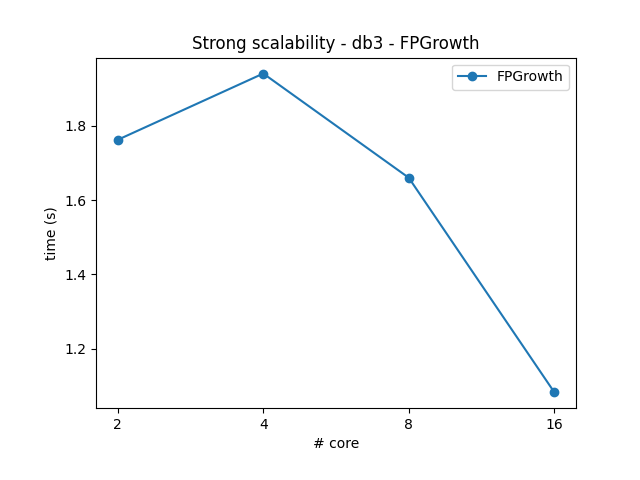 Strong scalability - db3 - FPGrowth
FPGrowth
time (s)
1.8
1.6
1.4
1.2
2 4 8 16
# core